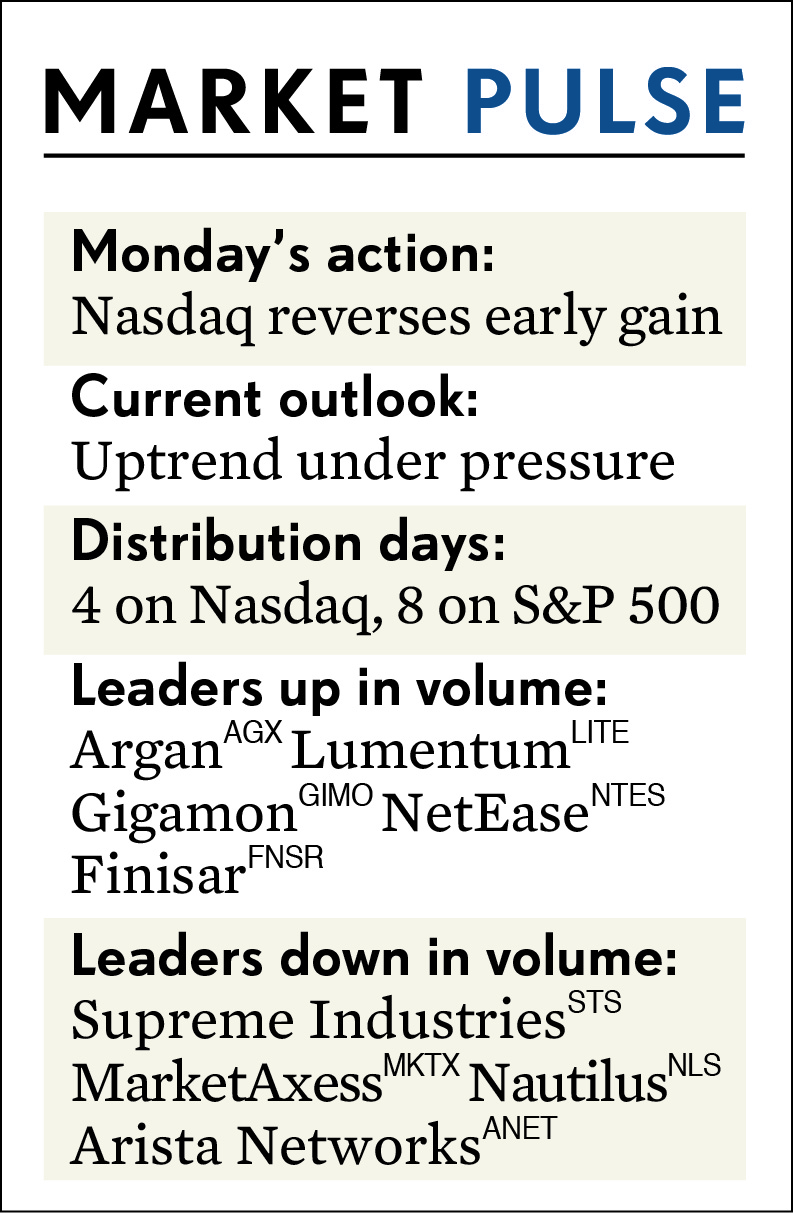 MARKET PULSE
Monday’s action:
Nasdaq reverses early gain
Current outlook:
Uptrend under pressure
Distribution days:
4 on Nasdaq, 8 on S&P 500
Leaders up in volume:
Argan AGX Lumentum LITE
Gigamon GIMO NetEase NTES
Finisar FNSR
Leaders down in volume:
Supreme Industries STS
MarketAxess MKTX Nautilus NLS
Arista Networks ANET